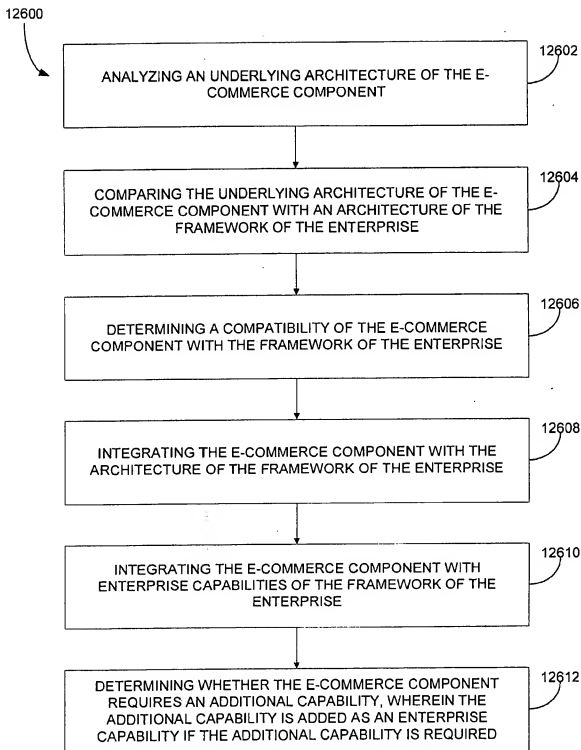 12600
12602
ANALYZING AN UNDERLYING ARCHITECTURE OF THE E-
COMMERCE COMPONENT
12604
COMPARING THE UNDERLYING ARCHITECTURE OF THE E-
COMMERCE COMPONENT WITH AN ARCHITECTURE OF THE
FRAMEWORK OF THE ENTERPRISE
12606
DETERMINING A COMPATIBILITY OF THE E-COMMERCE
COMPONENT WITH THE FRAMEWORK OF THE ENTERPRISE
12608
INTEGRATING THE E-COMMERCE COMPONENT WITH THE
ARCHITECTURE OF THE FRAMEWORK OF THE ENTERPRISE
12610
INTEGRATING THE E-COMMERCE COMPONENT WITH
ENTERPRISE CAPABILITIES OF THE FRAMEWORK OF THE
ENTERPRISE
12612
DETERMINING WHETHER THE E-COMMERCE COMPONENT
REQUIRES AN ADDITIONAL CAPABILITY, WHEREIN THE
ADDITIONAL CAPABILITY IS ADDED AS AN ENTERPRISE
CAPABILITY IF THE ADDITIONAL CAPABILITY IS REQUIRED